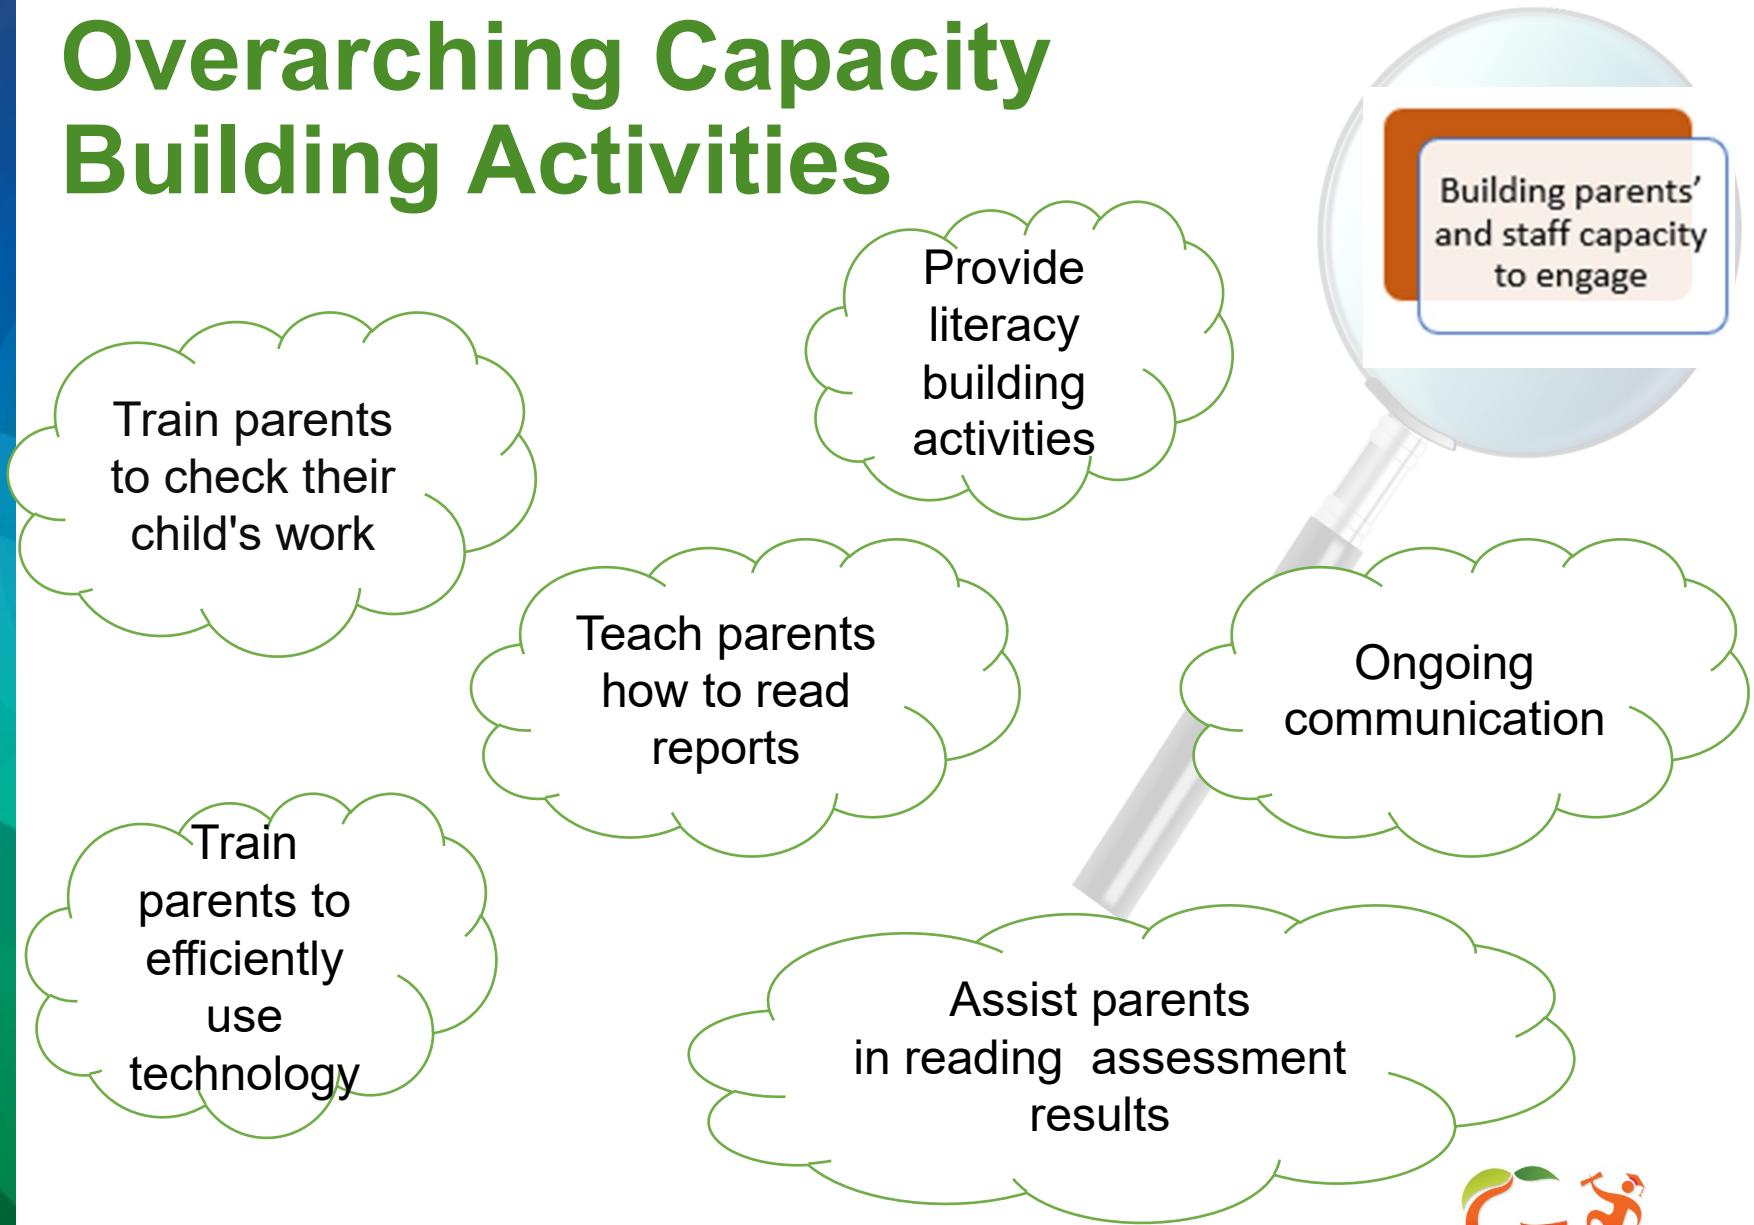 Overarching Capacity
Building Activities
Building parents’
and staff capacity
to engage
Provide
literacy
building
activities
Train parents
to check their
child's work
Teach parents
how to read
reports
Ongoing
communication
Train
parents to
efficiently
use
technology
Assist parents
in reading  assessment
results